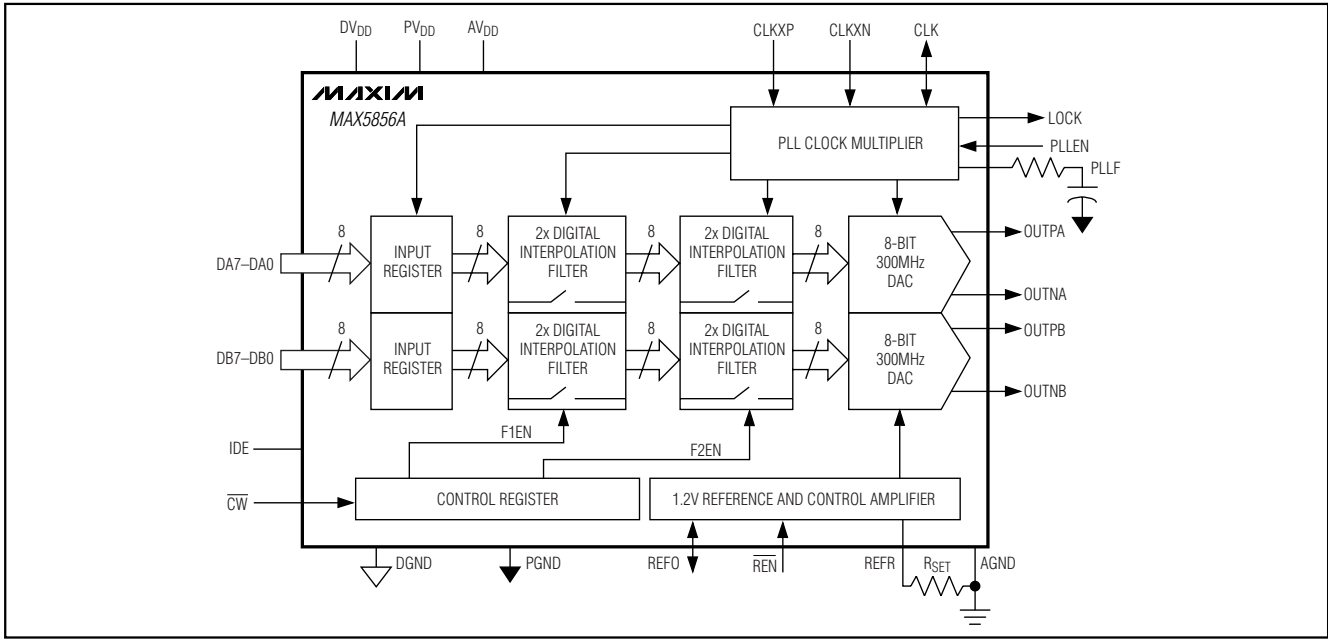 DVDD PVDD AVDD CLKXP CLKXN CLK
MAXIM
MAX5856A
PLL CLOCK MULTIPLIER
LOCK
PLLEN
PLLF
DA7–DA0
8
INPUT
REGISTER
8
2x DIGITAL
INTERPOLATION
FILTER
8
2x DIGITAL
INTERPOLATION
FILTER
8
8-BIT
300MHz
DAC
OUTPA
OUTNA
DB7–DB0
8
INPUT
REGISTER
8
2x DIGITAL
INTERPOLATION
FILTER
8
2x DIGITAL
INTERPOLATION
FILTER
8
8-BIT
300MHz
DAC
OUTPB
OUTNB
F1EN
F2EN
IDE
CW
CONTROL REGISTER
1.2V REFERENCE AND CONTROL AMPLIFIER
DGND PGND REFO REN REFR RSET AGND